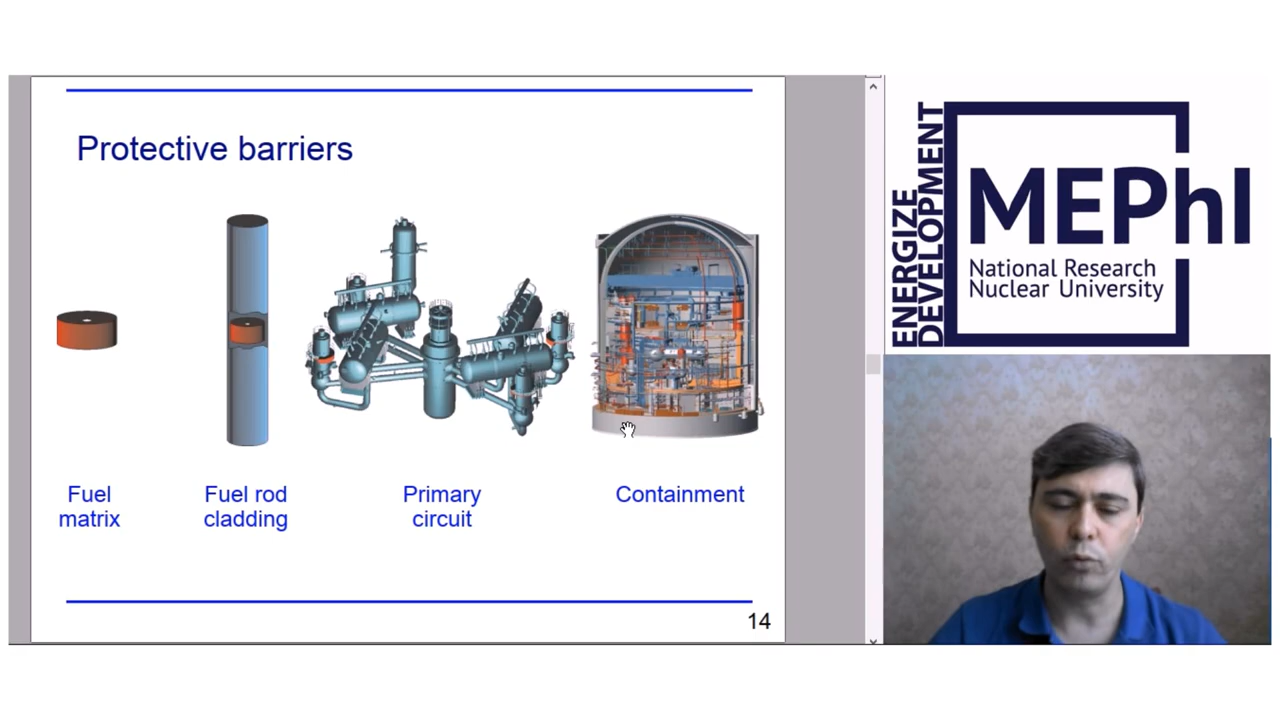 Protective barriers
Fuel
matrix
Fuel rod
cladding
Primary
circuit
Containment
14
ENERGIZE
DEVELOPMENT
MEPhI
National Research
Nuclear University